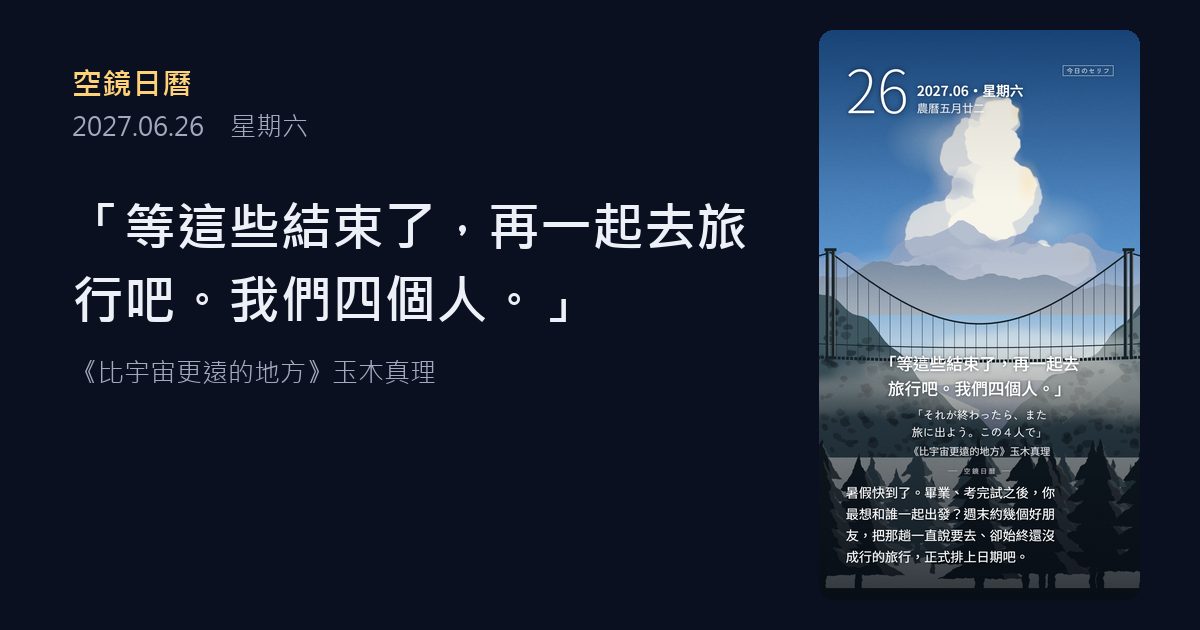 空鏡日曆
2027.06.26 星期六
「等這些結束了，再一起去旅
行吧。我們四個人。」
《比宇宙更遠的地方》玉木真理
26
2027.06・星期六
農曆五月廿二
今日のセリフ
「等這些結束了，再一起去
旅行吧。我們四個人。」
「それが終わったら、また
旅に出よう。この４人で」
《比宇宙更遠的地方》玉木真理
— 空鏡日曆 —
暑假快到了。畢業、考完試之後，你
最想和誰一起出發？週末約幾個好朋
友，把那趟一直說要去、卻始終還沒
成行的旅行，正式排上日期吧。